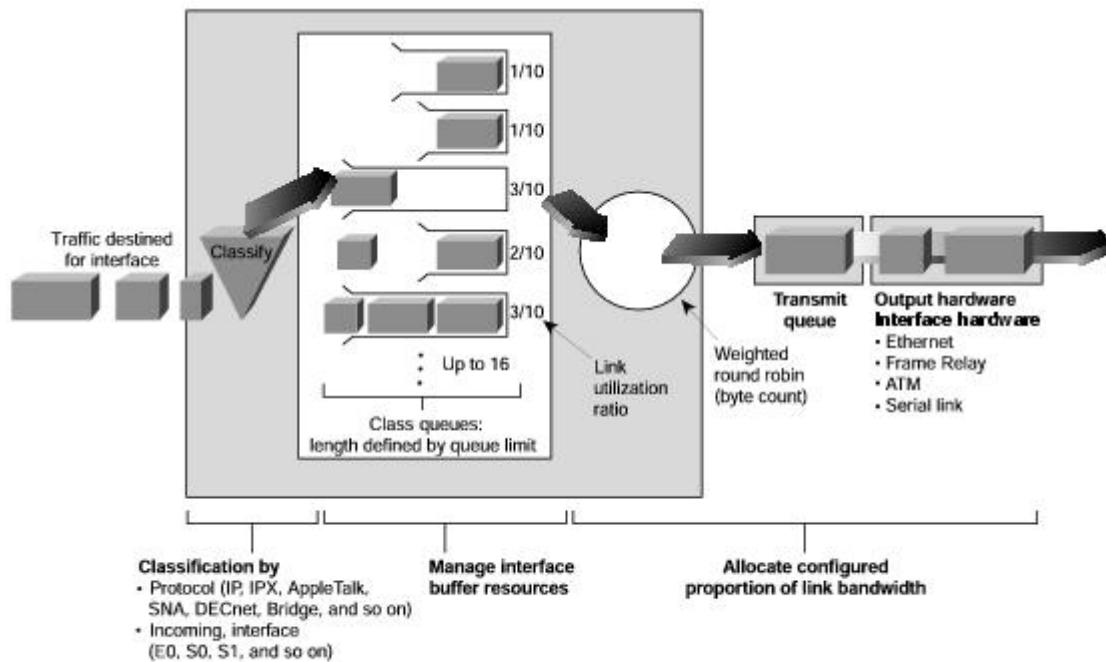 1/10
1/10
3/10
2/10
3/10
Traffic destined
for interface
Classify
Up to 16
Class queues:
length defined by queue limit
Link
utilization
ratio
Weighted
round robin
(byte count)
Transmit
queue
Output hardware
Interface hardware
• Ethernet
• Frame Relay
• ATM
• Serial link
Classification by
• Protocol (IP, IPX, AppleTalk,
SNA, DECnet, Bridge, and so on)
• Incoming, interface
(E0, S0, S1, and so on)
Manage interface
buffer resources
Allocate configured
proportion of link bandwidth